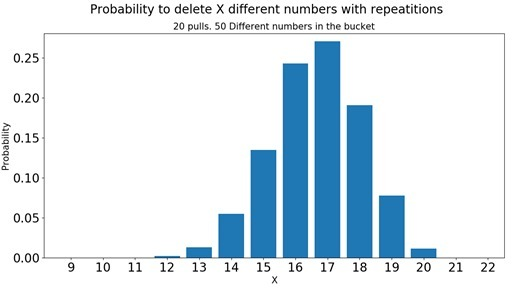 Probability to delete X different numbers with repeatitions
20 pulls. 50 Different numbers in the bucket
0.25
0.20
0.15
0.10
0.05
0.00
Probability
9 10 11 12 13 14 15 16 17 18 19 20 21 22
X